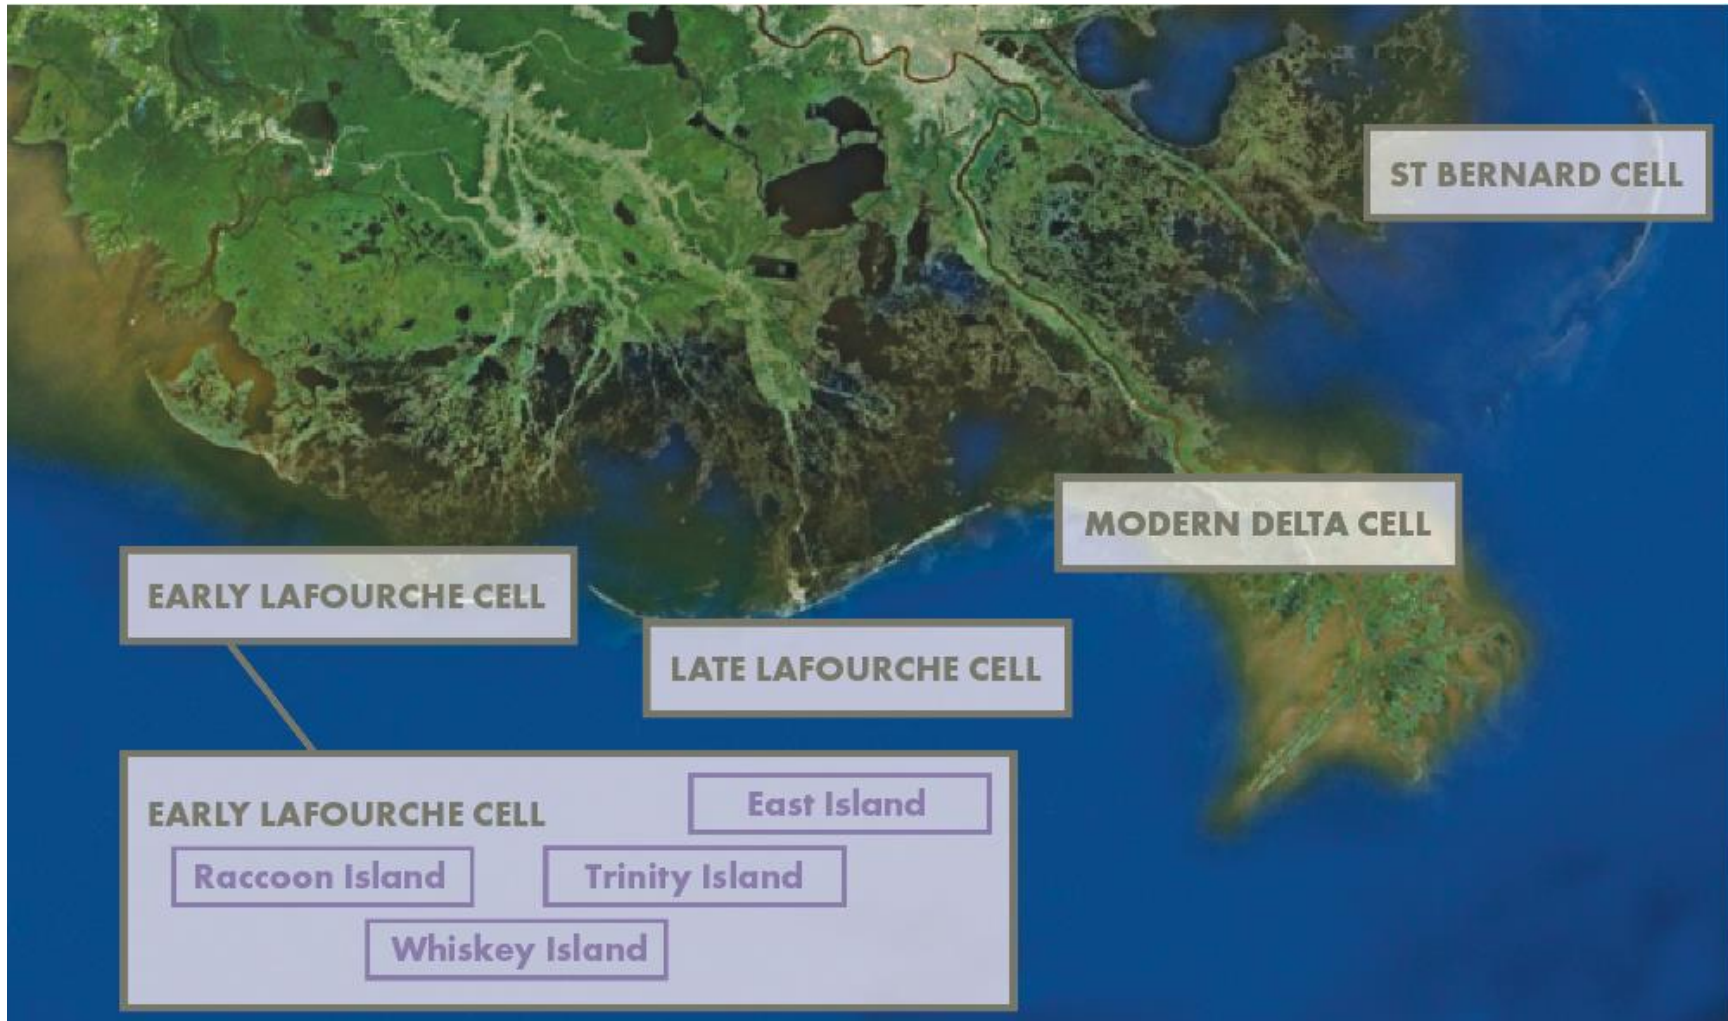 ST BERNARD CELL
MODERN DELTA CELL
EARLY LAFOURCHE CELL
LATE LAFOURCHE CELL
EARLY LAFOURCHE CELL
East Island
Raccoon Island
Trinity Island
Whiskey Island